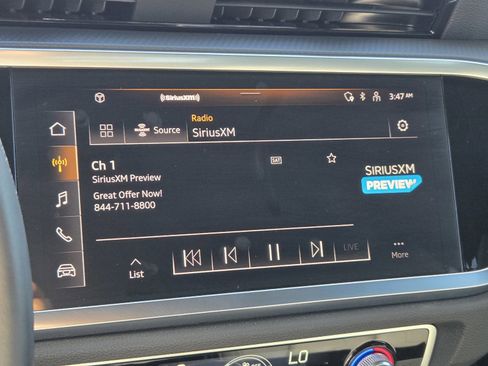 ((SiriusXM))
3:47 AM
Source
Radio
SiriusXM
Ch 1
SAT
SiriusXM Preview
Great Offer Now!
844-711-8800
SIRIUSXM
PREVIEW
List
LIVE
More
LO